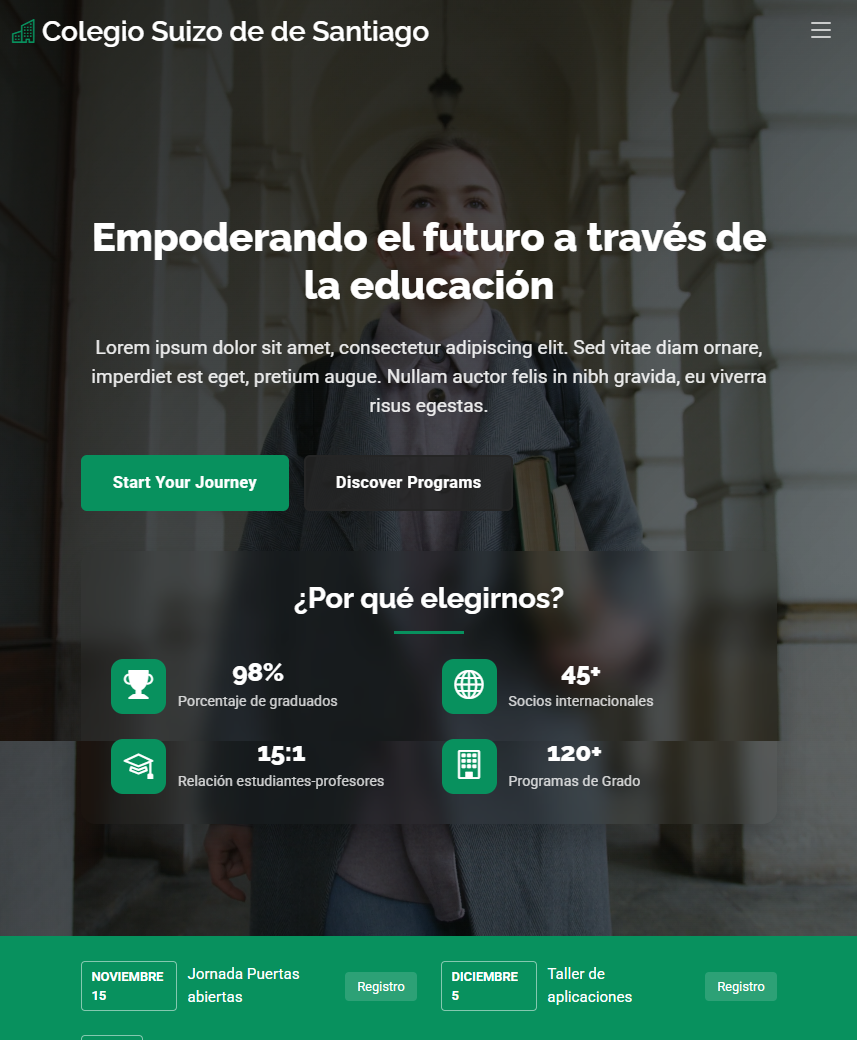 Colegio Suizo de de Santiago
Empoderando el futuro a través de
la educación
Lorem ipsum dolor sit amet, consectetur adipiscing elit. Sed vitae diam ornare,
imperdiet est eget, pretium augue. Nullam auctor felis in nibh gravida, eu viverra
risus egestas.
Start Your Journey
Discover Programs
¿Por qué elegirnos?
98%
Porcentaje de graduados
45+
Socios internacionales
15:1
Relación estudiantes-profesores
120+
Programas de Grado
NOVIEMBRE
15
Jornada Puertas
abiertas
Registro
DICIEMBRE
5
Taller de
aplicaciones
Registro